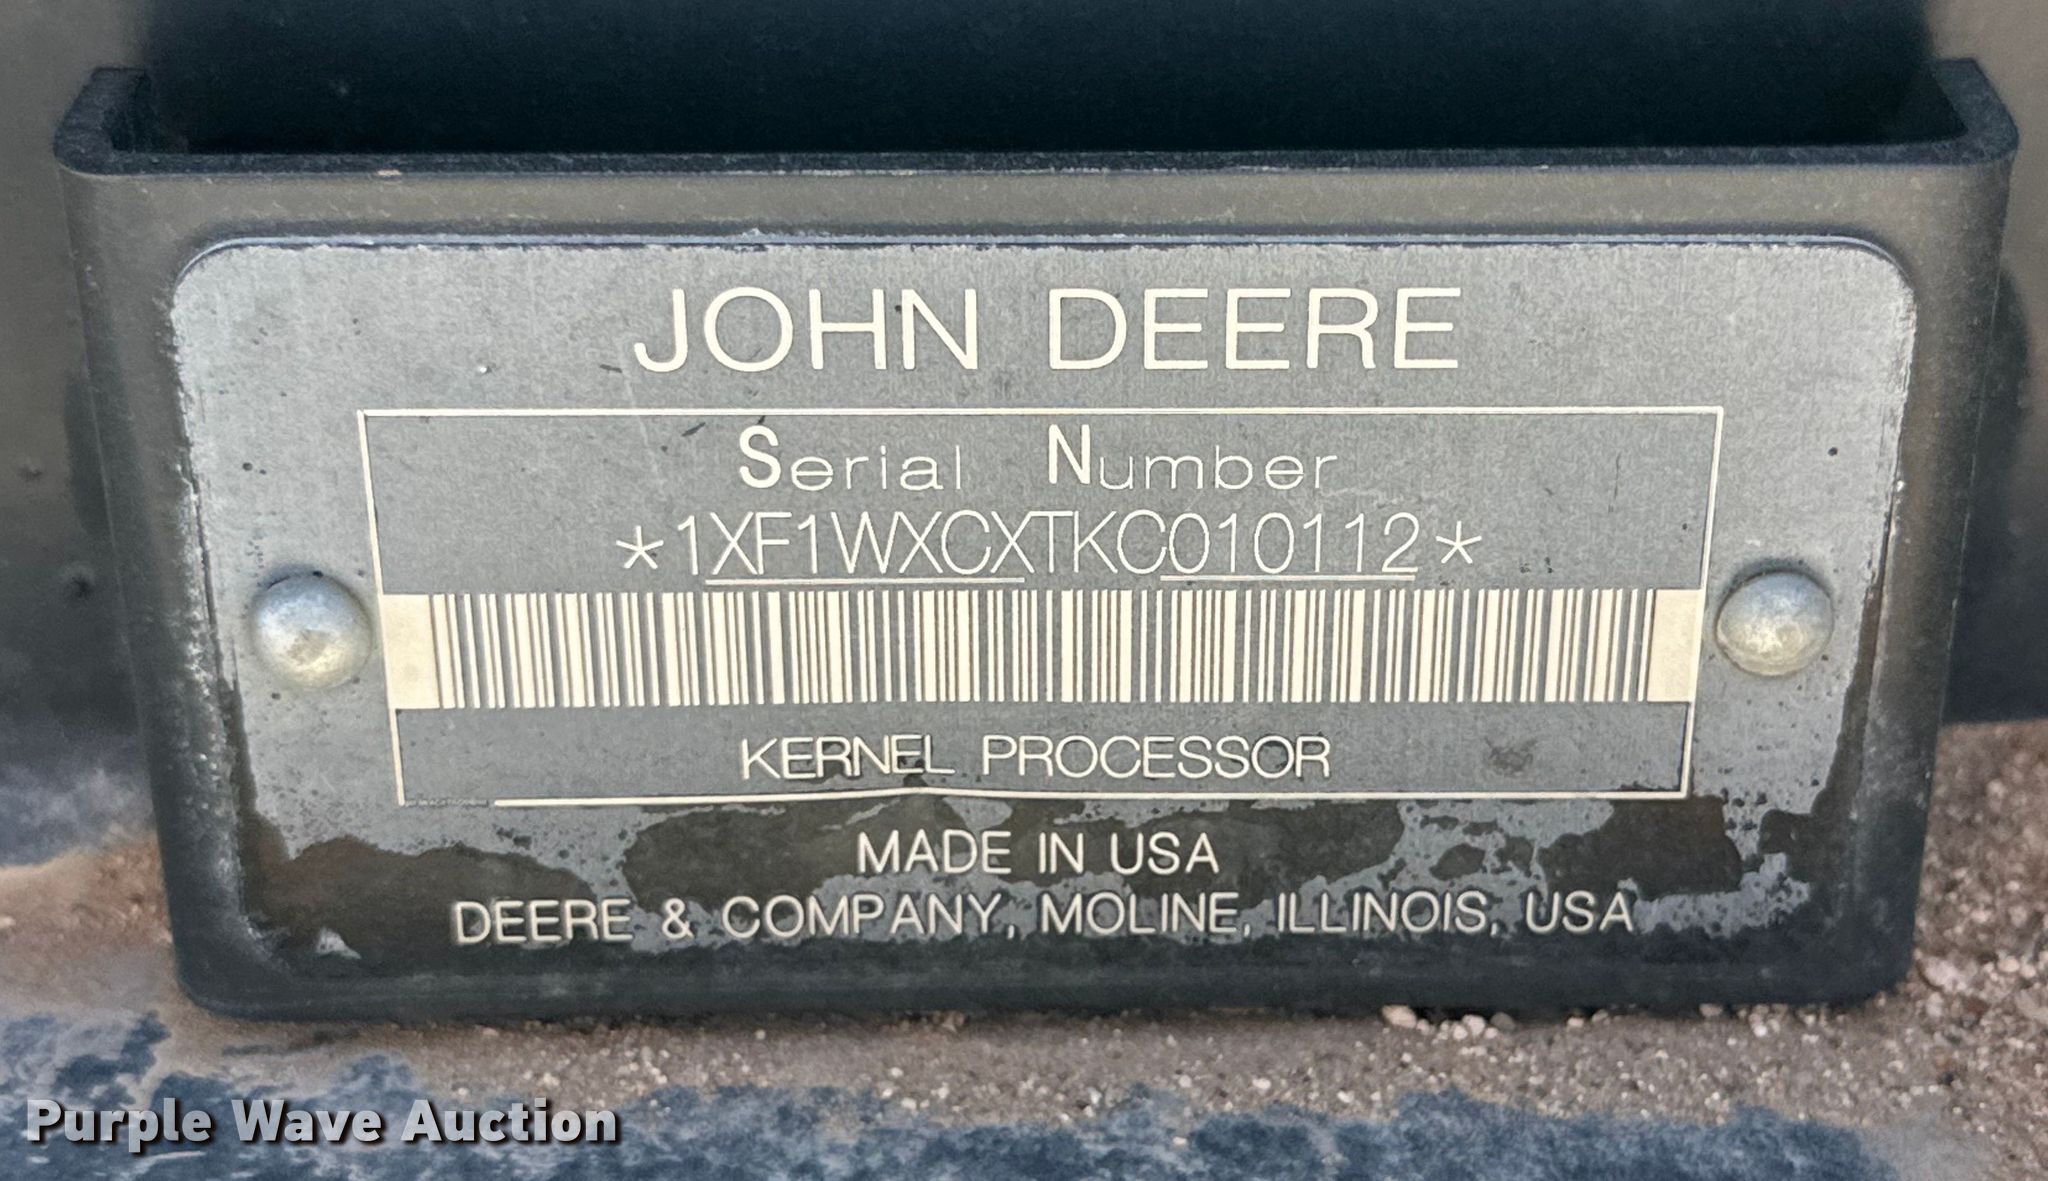 JOHN DEERE
Serial Number
*1XF1WXCXTKC010112*
KERNEL PROCESSOR
MADE IN USA
DEERE & COMPANY, MOLINE, ILLINOIS, USA
Purple Wave Auction